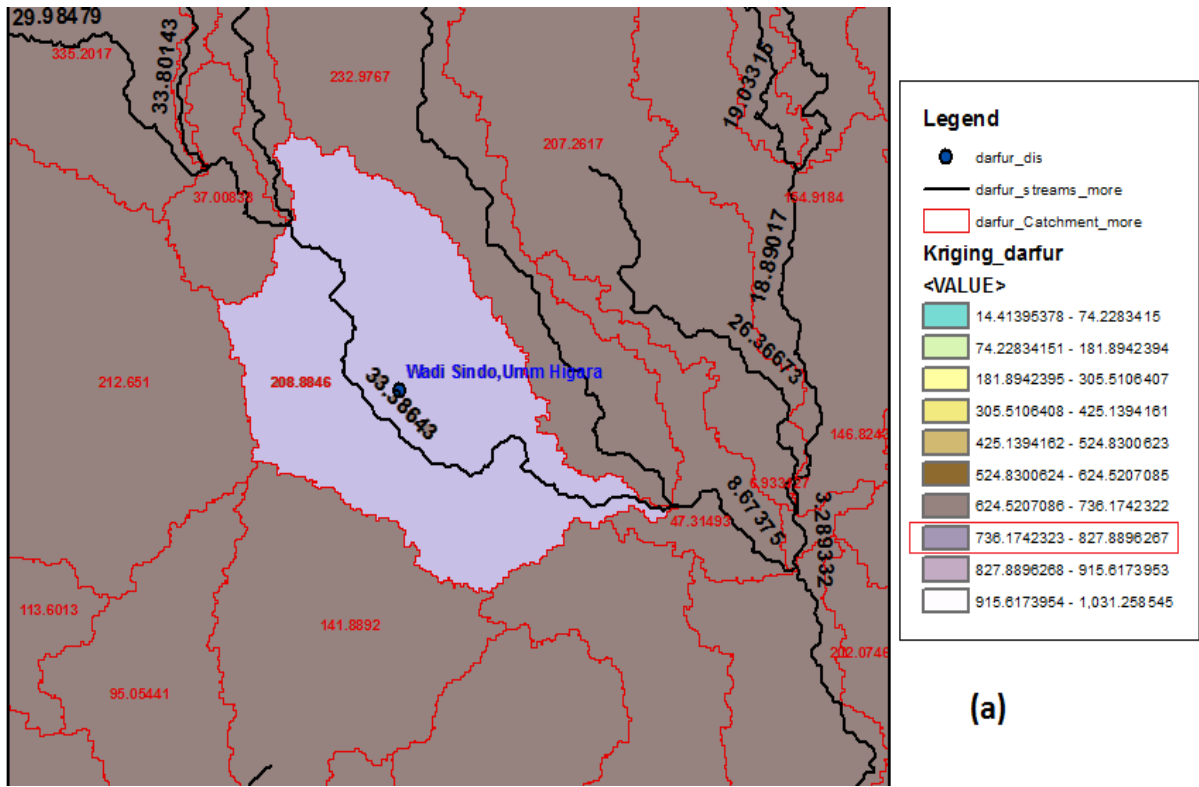 29.98479
335.2017
33.80143
232.9767
19.03315
207.2617
37.00833
154.9184
18.89017
212.651
208.8846
Wadi Sindo,Umm Higara
33.38643
26.36673
146.8243
8.67375
3.289332
47.31493
113.6013
141.8892
202.0746
95.05441
Legend
darfur_dis
darfur_streams_more
darfur_Catchment_more
Kriging_darfur
<VALUE>
14.41395378 - 74.2283415
74.22834151 - 181.8942394
181.8942395 - 305.5106407
305.5106408 - 425.1394161
425.1394162 - 524.8300623
524.8300624 - 624.5207085
624.5207086 - 736.1742322
736.1742323 - 827.8896267
827.8896268 - 915.6173953
915.6173954 - 1,031.258545
(a)